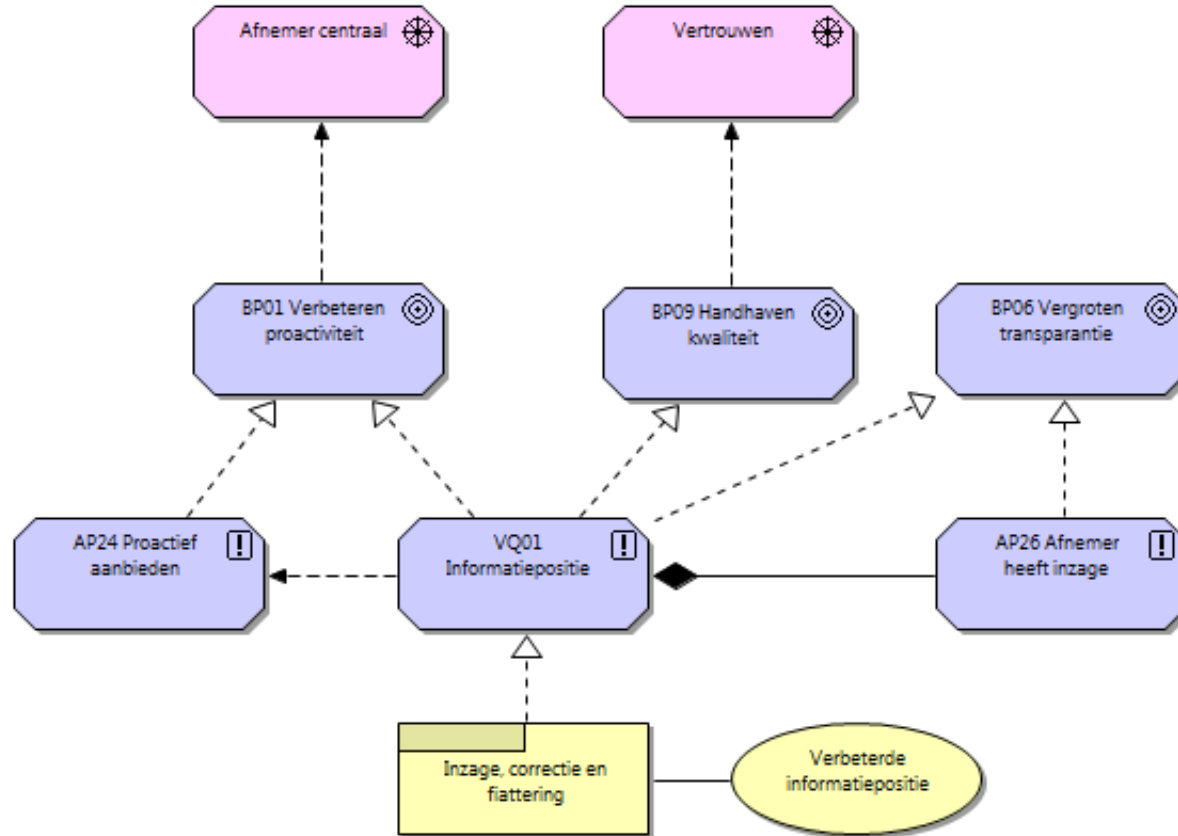 Afnemer centraal
Vertrouwen
BP01 Verbeteren
proactiviteit
BP09 Handhaven
kwaliteit
BP06 Vergroten
transparantie
AP24 Proactief
aanbieden
VQ01
Informatiepositie
AP26 Afnemer
heeft inzage
Inzage, correctie en
fiattering
Verbeterde
informatiepositie